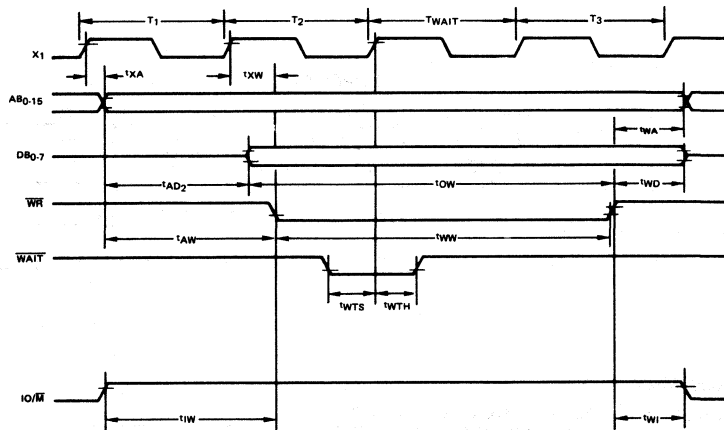 T1 T2 TWAIT T3
X1
tXA tXW
AB0-15
tWA
DB0-7
tAD2 tOW tWD
WR
tAW tWW
WAIT
tWTS tWTH
IO/M
tIW tWI